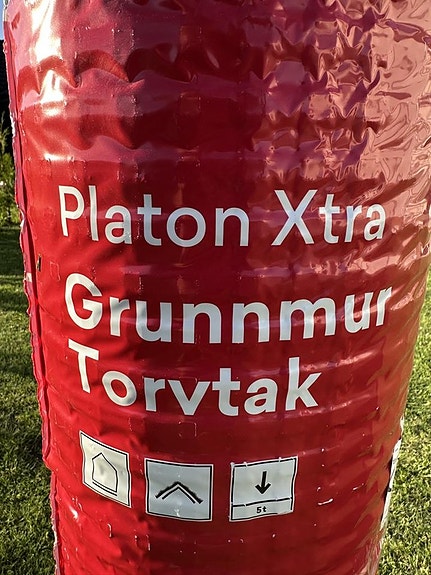 Platon Xtra
Grunnmur
Torvtak
5t